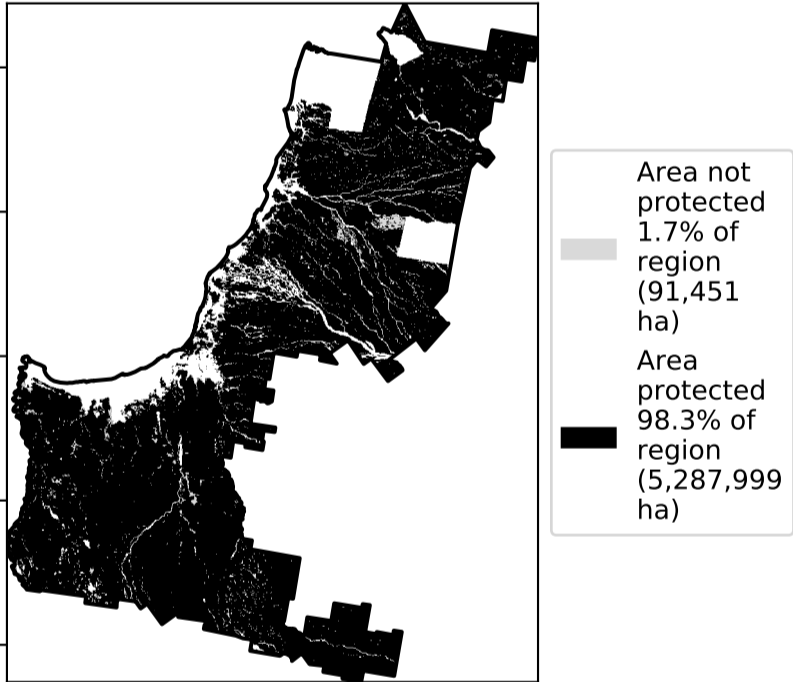 Area not
protected
1.7% of
region
(91,451
ha)
Area
protected
98.3% of
region
(5,287,999
ha)